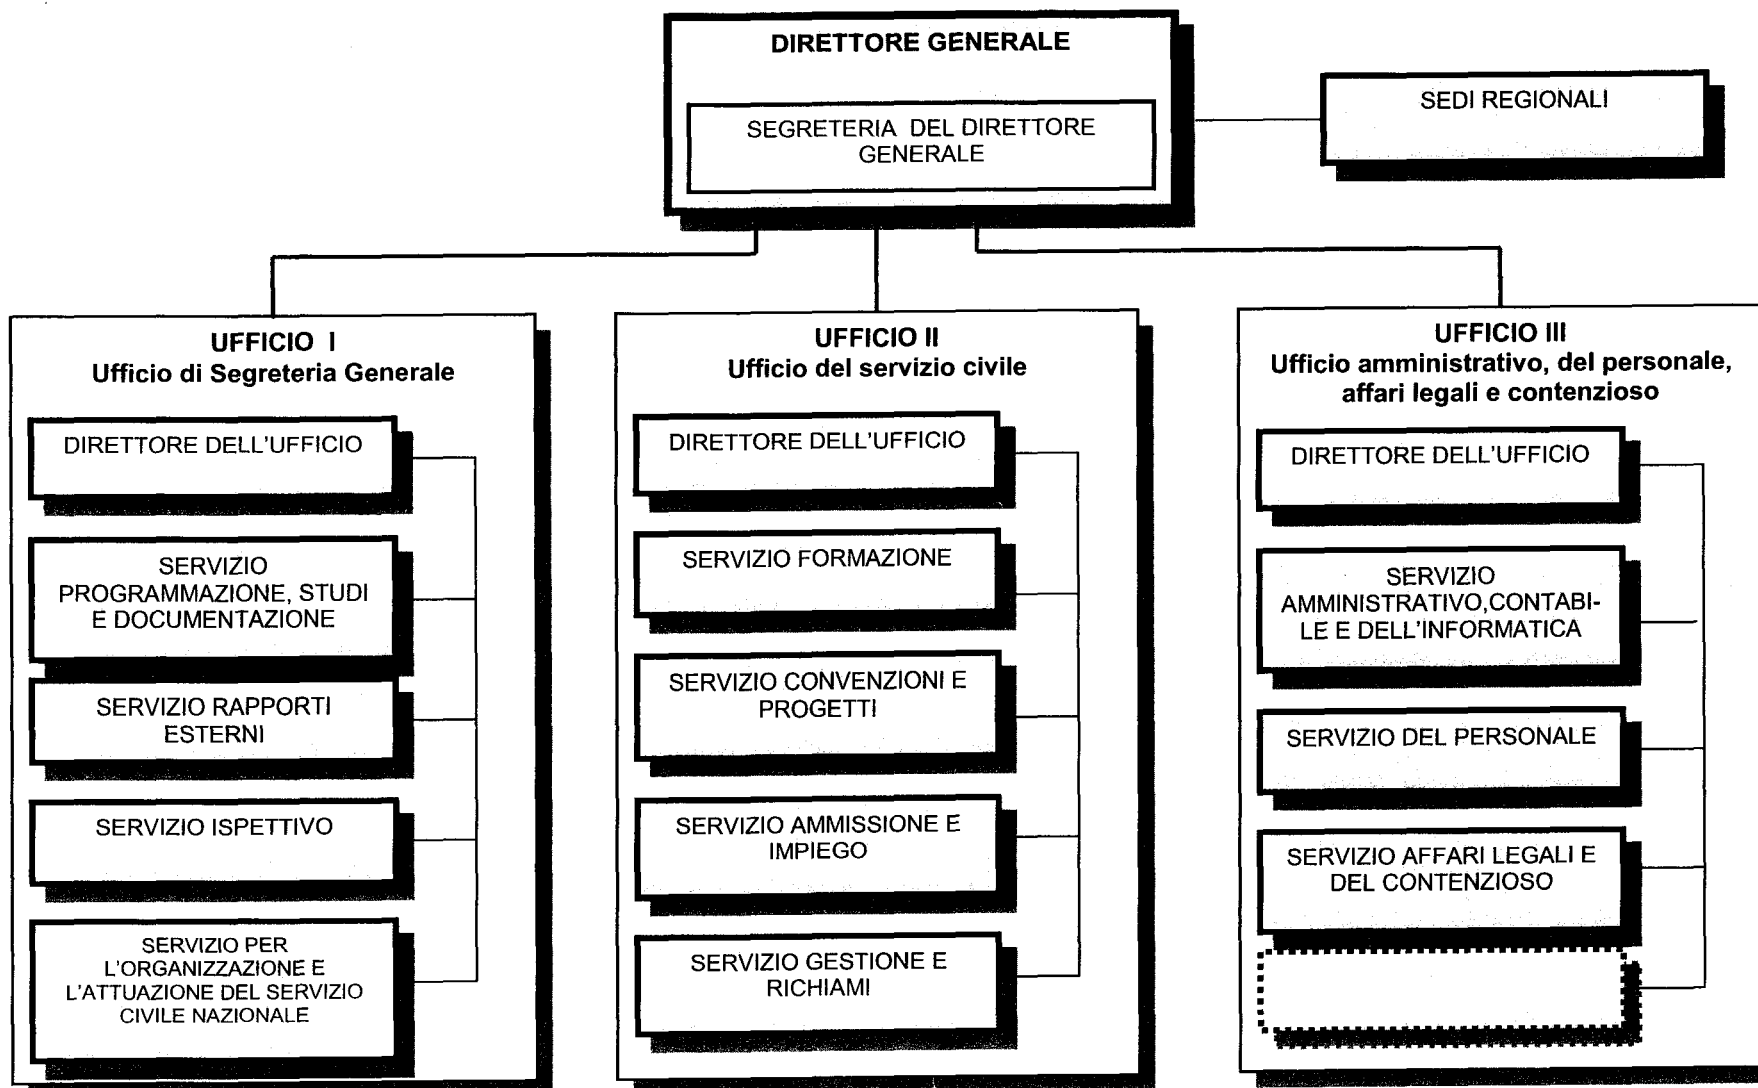 DIRETTORE GENERALE
SEGRETERIA DEL DIRETTORE
GENERALE
SEDI REGIONALI
UFFICIO I
Ufficio di Segreteria Generale
DIRETTORE DELL'UFFICIO
SERVIZIO
PROGRAMMAZIONE, STUDI
E DOCUMENTAZIONE
SERVIZIO RAPPORTI
ESTERNI
SERVIZIO ISPETTIVO
SERVIZIO PER
L'ORGANIZZAZIONE E
L'ATTUAZIONE DEL SERVIZIO
CIVILE NAZIONALE
UFFICIO II
Ufficio del servizio civile
DIRETTORE DELL'UFFICIO
SERVIZIO FORMAZIONE
SERVIZIO CONVENZIONI E
PROGETTI
SERVIZIO AMMISSIONE E
IMPIEGO
SERVIZIO GESTIONE E
RICHIAMI
UFFICIO III
Ufficio amministrativo, del personale,
affari legali e contenzioso
DIRETTORE DELL'UFFICIO
SERVIZIO
AMMINISTRATIVO,CONTABI-
LE E DELL'INFORMATICA
SERVIZIO DEL PERSONALE
SERVIZIO AFFARI LEGALI E
DEL CONTENZIOSO